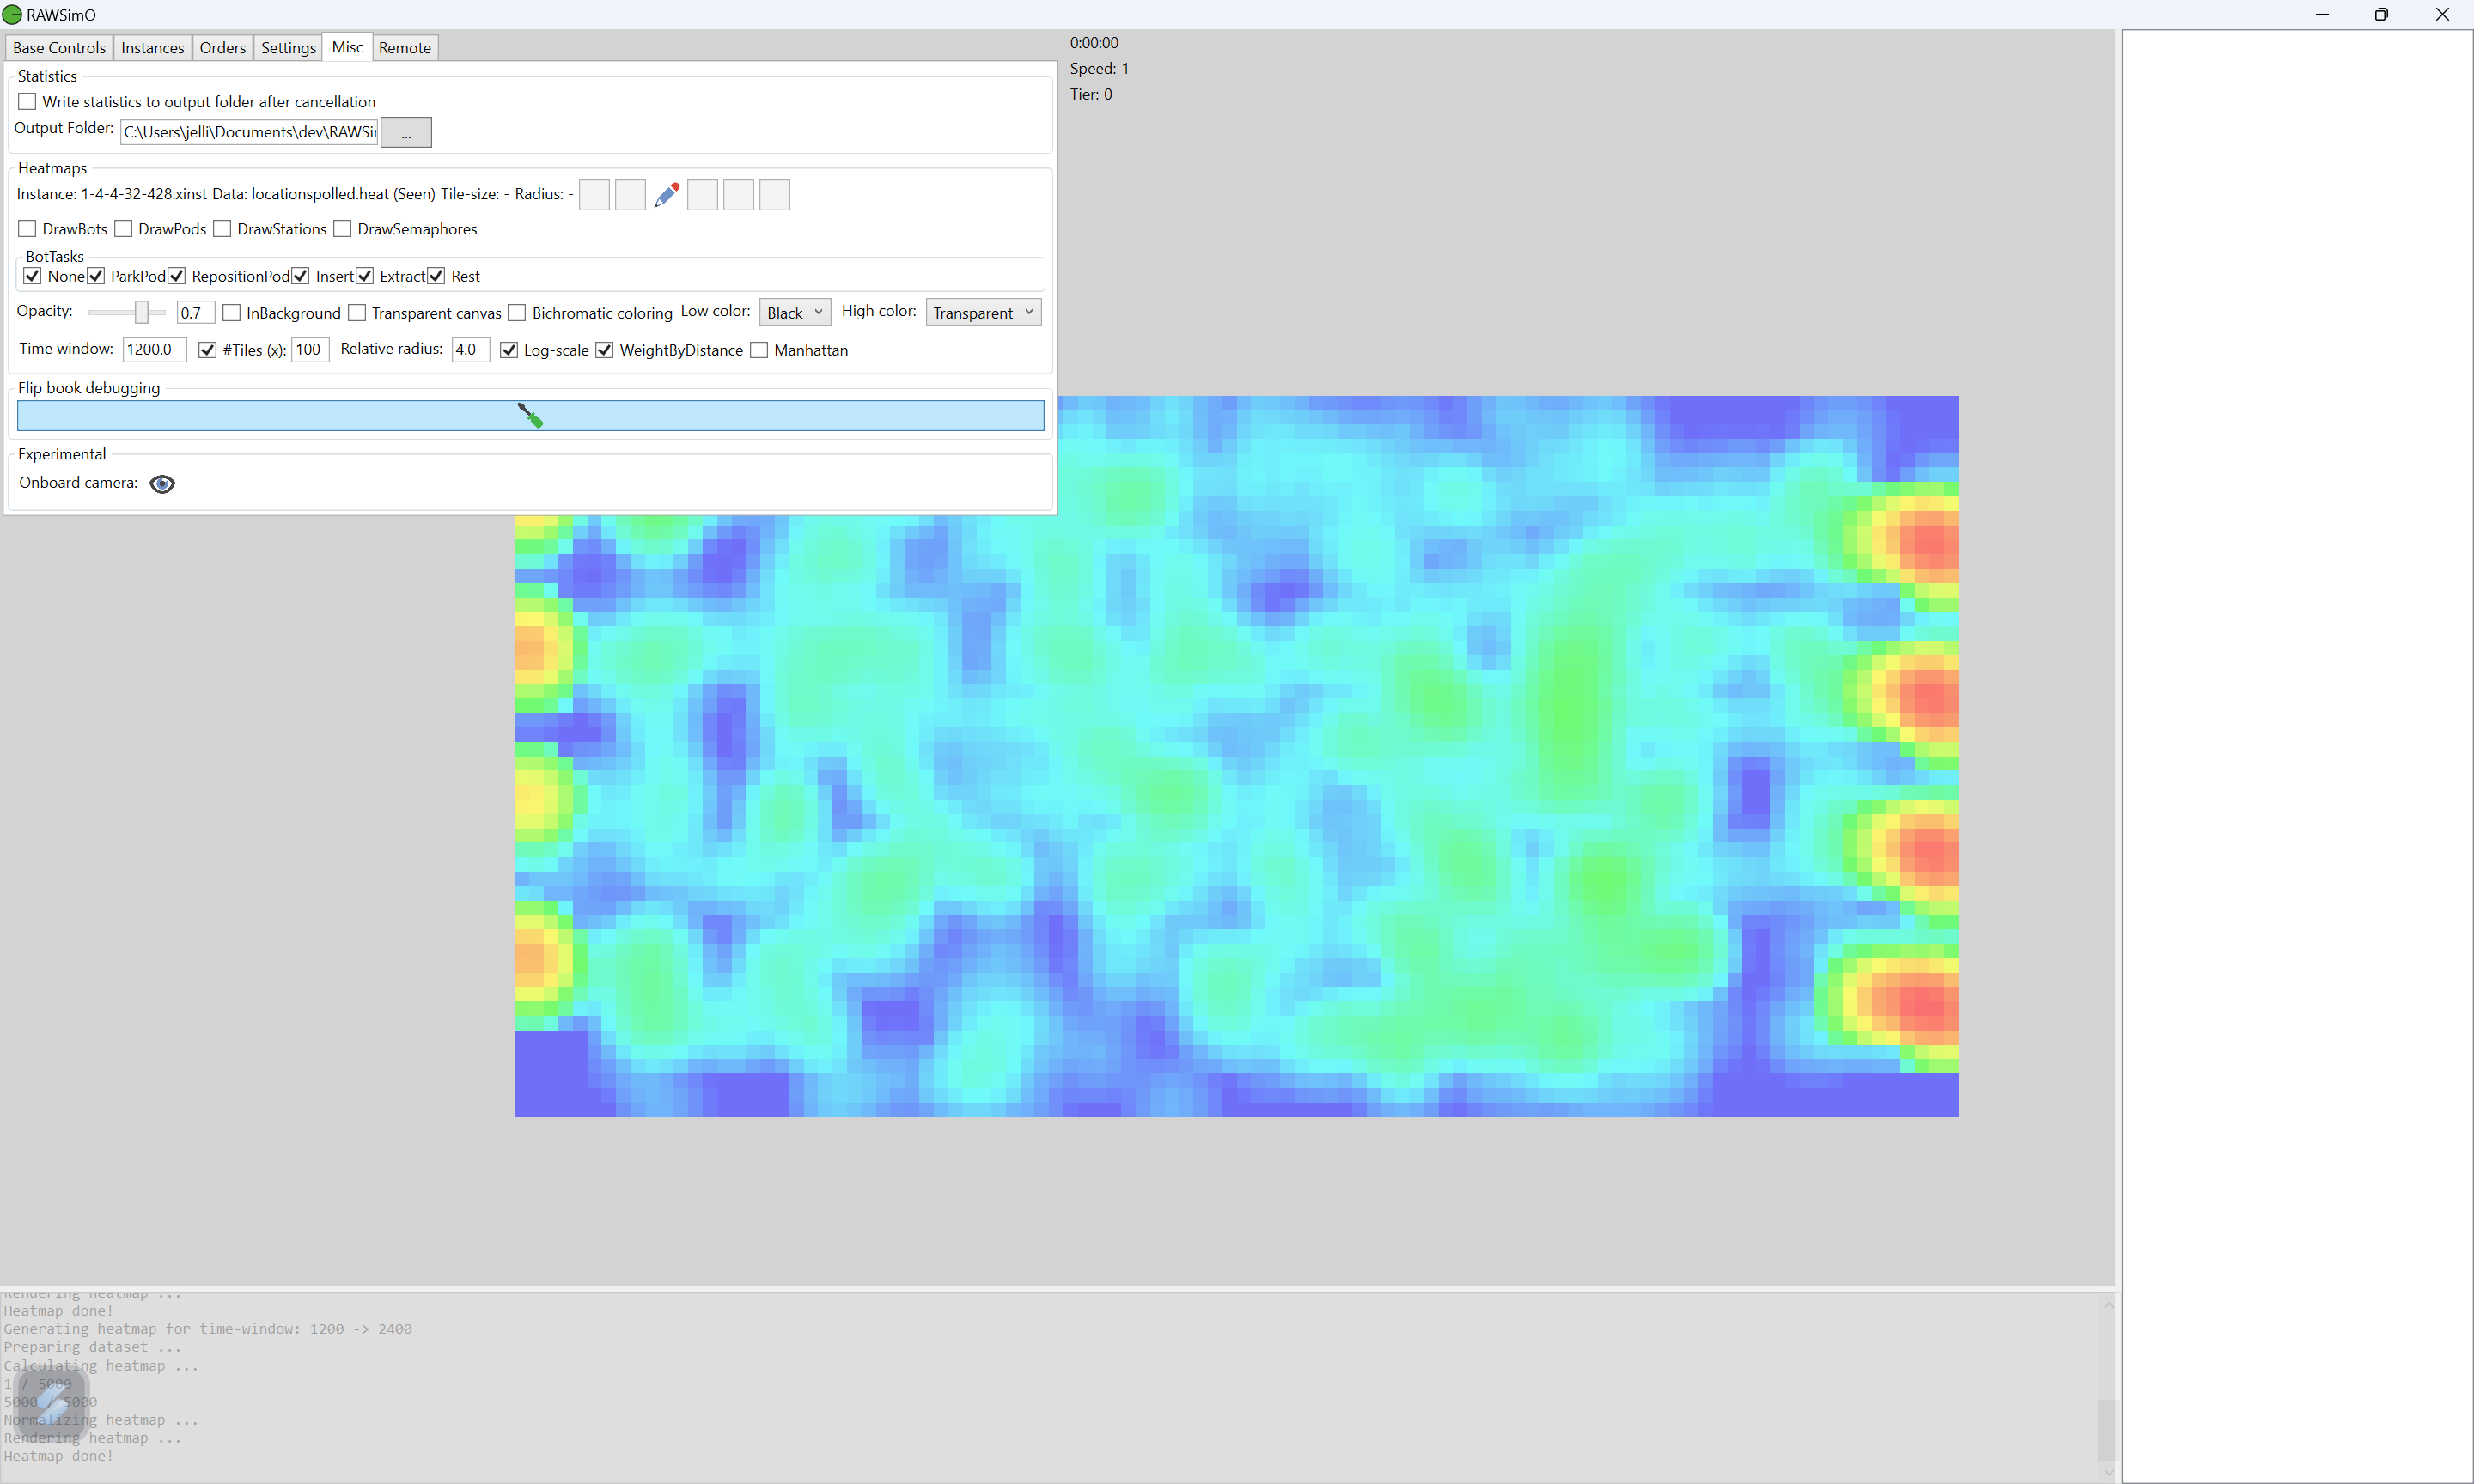 RAWSimO
Base Controls Instances Orders Settings Misc Remote
0:00:00
Speed: 1
Tier: 0
Statistics
Write statistics to output folder after cancellation
Output Folder: C:\Users\jelli\Documents\dev\RAWSi ...
Heatmaps
Instance: 1-4-4-32-428.xinst Data: locationspolled.heat (Seen) Tile-size: - Radius: -
DrawBots DrawPods DrawStations DrawSemaphores
BotTasks
None ParkPod RepositionPod Insert Extract Rest
Opacity: 0.7 InBackground Transparent canvas Bichromatic coloring Low color: Black High color: Transparent
Time window: 1200.0 #Tiles (x): 100 Relative radius: 4.0 Log-scale WeightByDistance Manhattan
Flip book debugging
Experimental
Onboard camera:
Rendering heatmap ...
Heatmap done!
Generating heatmap for time-window: 1200 -> 2400
Preparing dataset ...
Calculating heatmap ...
1 / 5000
5000 / 5000
Normalizing heatmap ...
Rendering heatmap ...
Heatmap done!